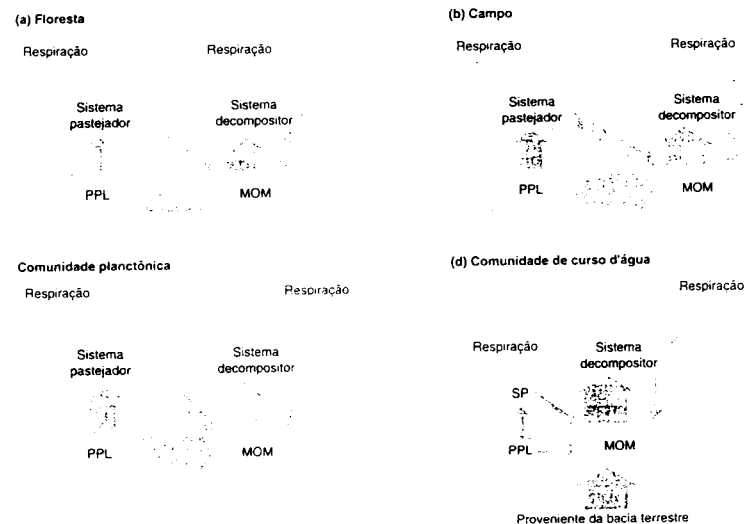 (a) Floresta
Respiração
Respiração
Sistema
pastejador
Sistema
decompositor
PPL
MOM
(b) Campo
Respiração
Respiração
Sistema
pastejador
Sistema
decompositor
PPL
MOM
Comunidade planctônica
Respiração
Respiração
Sistema
pastejador
Sistema
decompositor
PPL
MOM
(d) Comunidade de curso d'água
Respiração
Respiração
Sistema
decompositor
SP
PPL
MOM
Proveniente da bacia terrestre